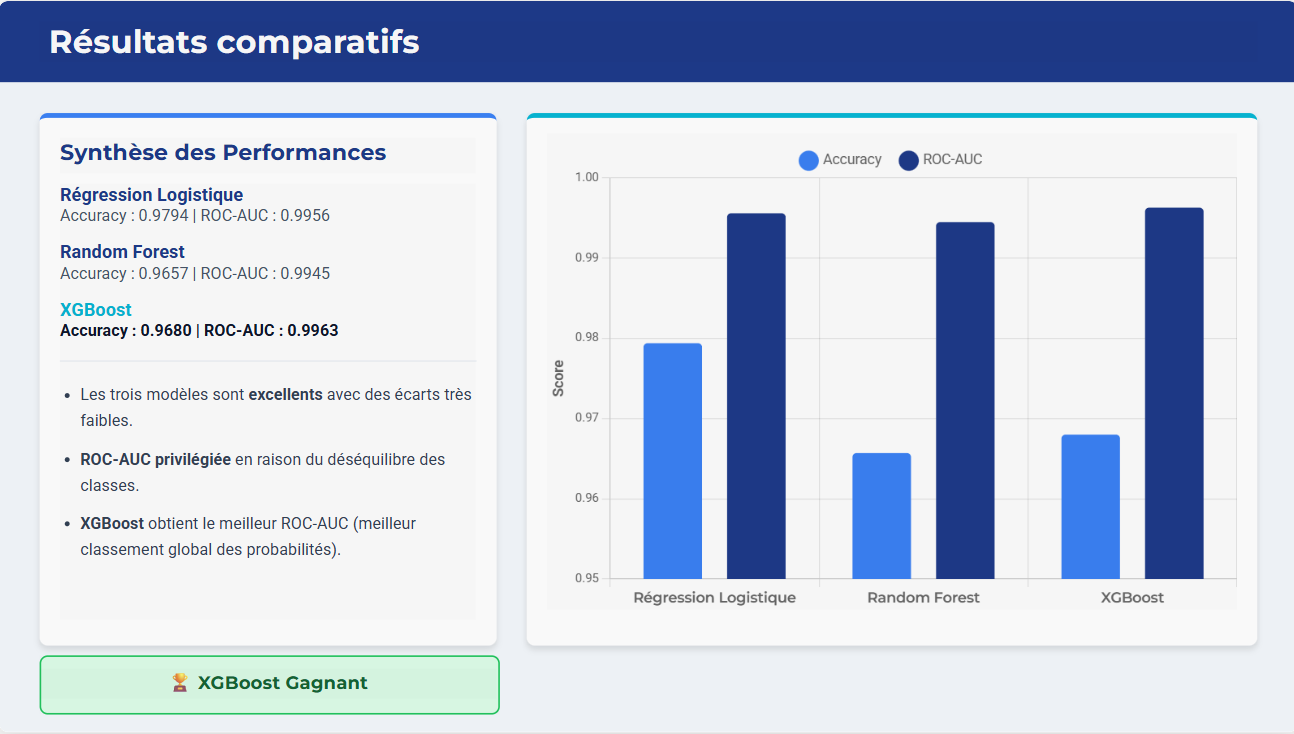 Résultats comparatifs
Synthèse des Performances
Régression Logistique
Accuracy : 0.9794 | ROC-AUC : 0.9956
Random Forest
Accuracy : 0.9657 | ROC-AUC : 0.9945
XGBoost
Accuracy : 0.9680 | ROC-AUC : 0.9963
• Les trois modèles sont excellents avec des écarts très
faibles.
• ROC-AUC privilégiée en raison du déséquilibre des
classes.
• XGBoost obtient le meilleur ROC-AUC (meilleur
classement global des probabilités).
🏆 XGBoost Gagnant
Accuracy ROC-AUC
Score
1.00
0.99
0.98
0.97
0.96
0.95
Régression Logistique Random Forest XGBoost